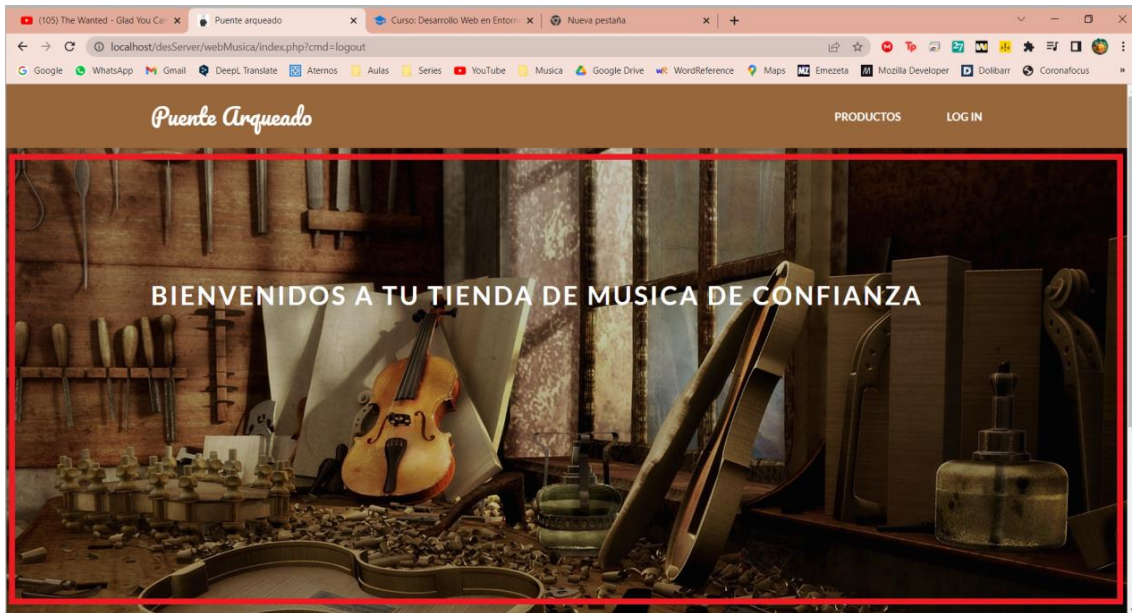 (105) The Wanted - Glad You Ca
Puente arqueado
Curso: Desarrollo Web en Entorn
Nueva pestaña
localhost/desServer/webMusica/index.php?cmd=logout
Google WhatsApp Gmail DeepL Translate Aternos Aulas Series YouTube Musica Google Drive WordReference Maps Emezeta Mozilla Developer Dolibarr Coronafocus »
Puente Arqueado
PRODUCTOS
LOG IN
BIENVENIDOS A TU TIENDA DE MUSICA DE CONFIANZA